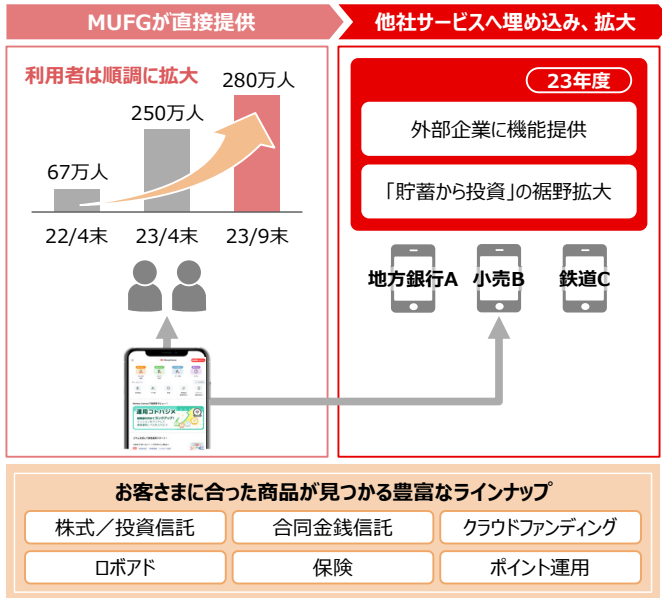 MUFGが直接提供
他社サービスへ埋め込み、拡大
利用者は順調に拡大
67万人
250万人
280万人
22/4末
23/4末
23/9末
23年度
外部企業に機能提供
「貯蓄から投資」の裾野拡大
地方銀行A
小売B
鉄道C
運用コトハジメ
お客さまに合った商品が見つかる豊富なラインナップ
株式／投資信託
合同金銭信託
クラウドファンディング
ロボアド
保険
ポイント運用